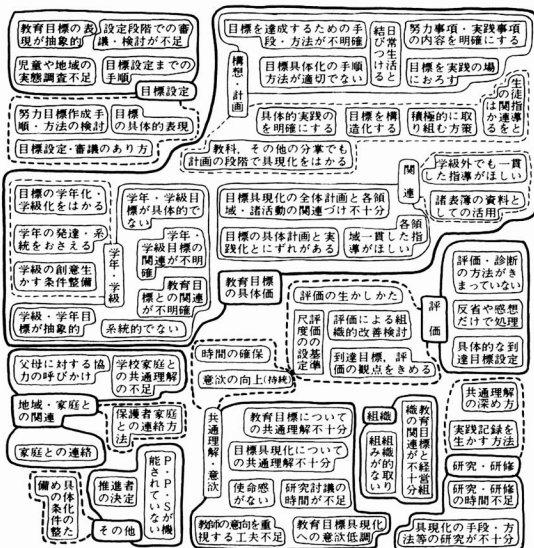 教育目標の表
現が抽象的
設定段階での審
議・検討が不足
児童や地域の
実態調査不足
目標設定までの
手順
目標設定
努力目標作成手
順・方法の検討
目標
の具体的表現
目標設定・審議のあり方
目標を達成するための手
段・方法が不明確
日常生活と
結びつける
努力事項・実践事項
の内容を明確にする
構想・計画
目標具体化の手順
方法が適切でない
目標を実践の場
におろす
生徒指導と
の関連を
具体的実践の
を明確にする
目標を構
造化する
積極的に取
り組む方策
教科，その他の分掌でも
計画の段階で具現化をはかる
関連
学級外でも一貫
した指導がほしい
諸表簿の資料と
しての活用
目標具現化の全体計画と各領
域・諸活動の関連づけ不十分
目標の具体計画と実
践化とにずれがある
各領
域一貫した指
導がほしい
目標の学年化・
学級化をはかる
学年・学級目
標が具体的で
ない
学年の発達・系
統をおさえる
学年・
学級目標の関
連が不明
確
学級の創意生
かす条件整備
学年・学級
教育目
標との関連
が不明確
学級・学年目
標が抽象的
系統的でない
教育目標
の具体価
評価の生かしかた
評価
評価・診断
の方法がき
まっていない
尺度の設
評価の基準
評価による組
織的改善検討
到達目標，評
価の観点をきめる
反省や感想
だけで処理
具体的な到
達目標設定
父母に対する協
力の呼びかけ
学校家庭と
の共通理解
の不足
地域・家庭と
の関連
保護者家庭
との連絡方
法
家庭との連絡
時間の確保
意欲の向上(持続)
共通理解・意欲
教育目標について
の共通理解不十分
目標具現化について
の共通理解不十分
使命感が
ない
研究討議の
時間が不足
教師の意向を重
視する工夫不足
教育目標具現化
への意欲低調
組織
教育目標と経営組
織の関連が不十分
組織的な取り
組みがない
共通理解
の深め方
実践記録を
生かす方法
研究・研修
研究・研修
の時間不足
具現化の手段・方
法等の研究が不十分
具体化のた
めの条件整
備
推進者
の決定
P・P・Sが機
能されていない
その他